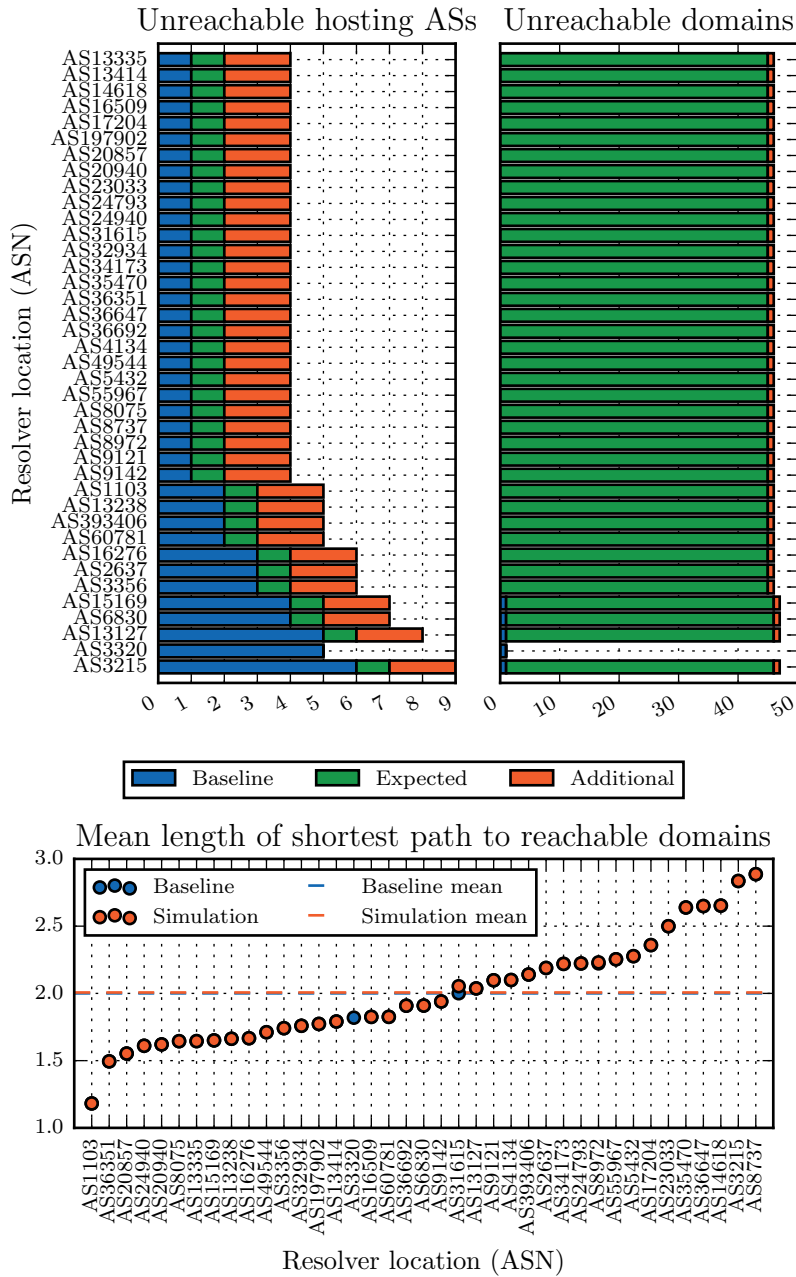 Unreachable hosting ASs
Unreachable domains
Resolver location (ASN)
AS13335
AS13414
AS14618
AS16509
AS17204
AS197902
AS20857
AS20940
AS23033
AS24793
AS24940
AS31615
AS32934
AS34173
AS35470
AS36351
AS36647
AS36692
AS4134
AS49544
AS5432
AS55967
AS8075
AS8737
AS8972
AS9121
AS9142
AS1103
AS13238
AS393406
AS60781
AS16276
AS2637
AS3356
AS15169
AS6830
AS13127
AS3320
AS3215
0 1 2 3 4 5 6 7 8 9
0 10 20 30 40 50
Baseline Expected Additional
Mean length of shortest path to reachable domains
3.0
2.5
2.0
1.5
1.0
Baseline Baseline mean
Simulation Simulation mean
AS1103
AS36351
AS20857
AS24940
AS20940
AS8075
AS13335
AS15169
AS13238
AS16276
AS49544
AS3356
AS32934
AS197902
AS13414
AS3320
AS16509
AS60781
AS36692
AS6830
AS9142
AS31615
AS13127
AS9121
AS4134
AS393406
AS2637
AS34173
AS24793
AS8972
AS55967
AS5432
AS17204
AS23033
AS35470
AS36647
AS14618
AS3215
AS8737
Resolver location (ASN)